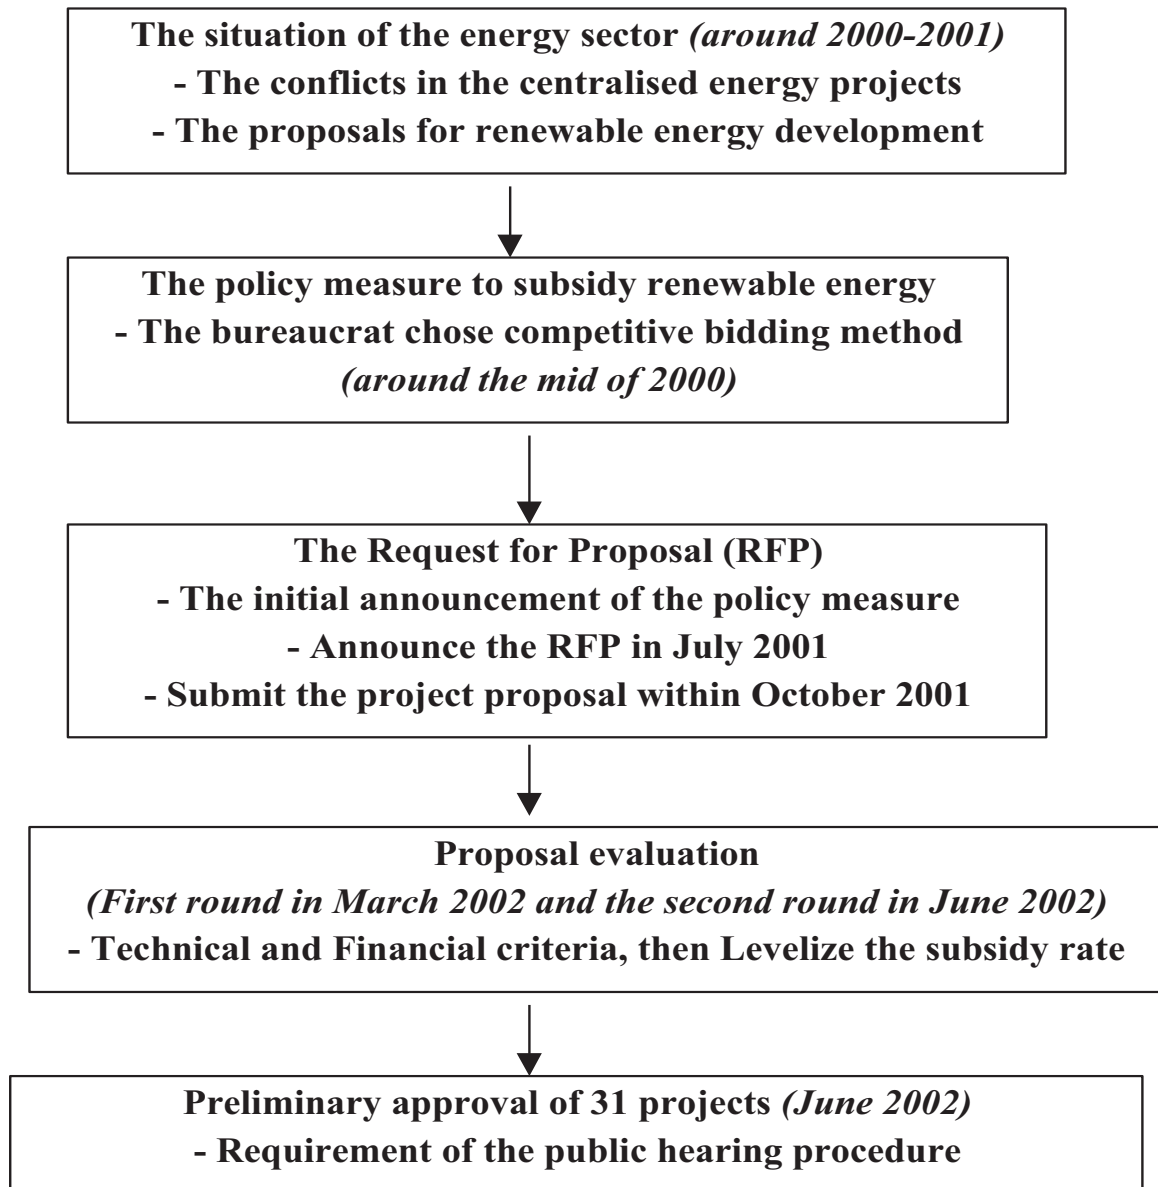 The situation of the energy sector (around 2000-2001)
- The conflicts in the centralised energy projects
- The proposals for renewable energy development
The policy measure to subsidy renewable energy
- The bureaucrat chose competitive bidding method
(around the mid of 2000)
The Request for Proposal (RFP)
- The initial announcement of the policy measure
- Announce the RFP in July 2001
- Submit the project proposal within October 2001
Proposal evaluation
(First round in March 2002 and the second round in June 2002)
- Technical and Financial criteria, then Levelize the subsidy rate
Preliminary approval of 31 projects (June 2002)
- Requirement of the public hearing procedure